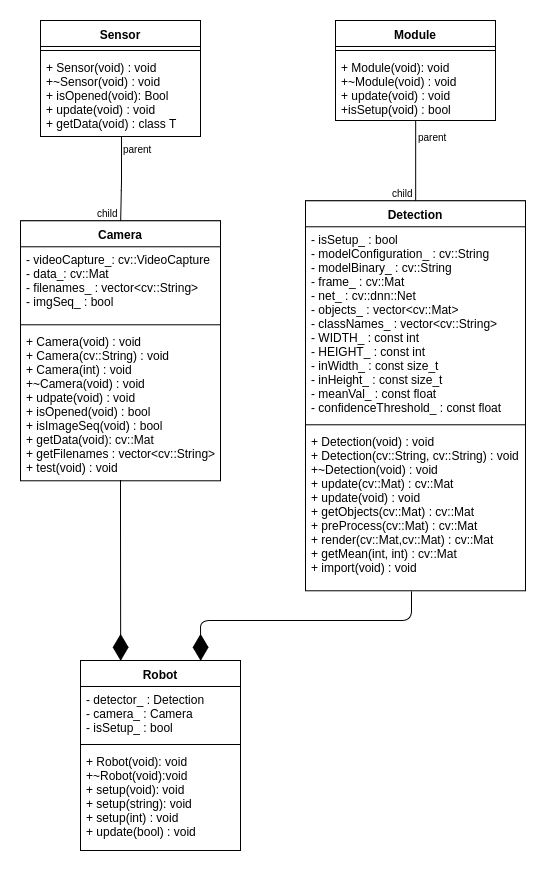 Sensor
+ Sensor(void) : void
+~Sensor(void) : void
+ isOpened(void): Bool
+ update(void) : void
+ getData(void) : class T
parent
child
Module
+ Module(void): void
+~Module(void) : void
+ update(void) : void
+isSetup(void) : bool
parent
child
Camera
- videoCapture_: cv::VideoCapture
- data_: cv::Mat
- filenames_ : vector<cv::String>
- imgSeq_ : bool
+ Camera(void) : void
+ Camera(cv::String) : void
+ Camera(int) : void
+~Camera(void) : void
+ udpate(void) : void
+ isOpened(void) : bool
+ isImageSeq(void) : bool
+ getData(void): cv::Mat
+ getFilenames : vector<cv::String>
+ test(void) : void
Detection
- isSetup_ : bool
- modelConfiguration_ : cv::String
- modelBinary_ : cv::String
- frame_ : cv::Mat
- net_ : cv::dnn::Net
- objects_ : vector<cv::Mat>
- classNames_ : vector<cv::String>
- WIDTH_ : const int
- HEIGHT_ : const int
- inWidth_ : const size_t
- inHeight_ : const size_t
- meanVal_ : const float
- confidenceThreshold_ : const float
+ Detection(void) : void
+ Detection(cv::String, cv::String) : void
+~Detection(void) : void
+ update(cv::Mat) : cv::Mat
+ update(void) : void
+ getObjects(cv::Mat) : cv::Mat
+ preProcess(cv::Mat) : cv::Mat
+ render(cv::Mat,cv::Mat) : cv::Mat
+ getMean(int, int) : cv::Mat
+ import(void) : void
Robot
- detector_ : Detection
- camera_ : Camera
- isSetup_ : bool
+ Robot(void): void
+~Robot(void):void
+ setup(void): void
+ setup(string): void
+ setup(int) : void
+ update(bool) : void